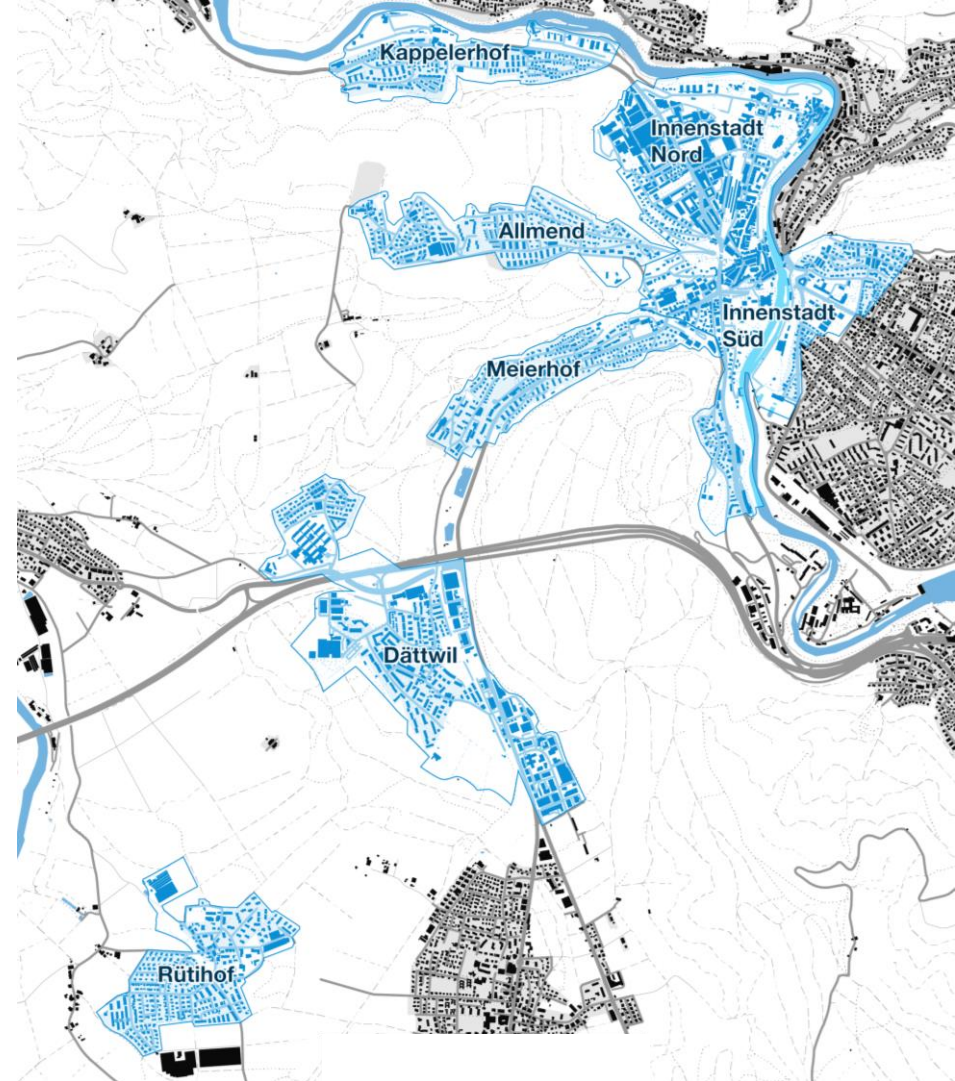 Kappelerhof
Innenstadt
Nord
Allmend
Innenstadt
Süd
Meierhof
Dättwil
Rütihof